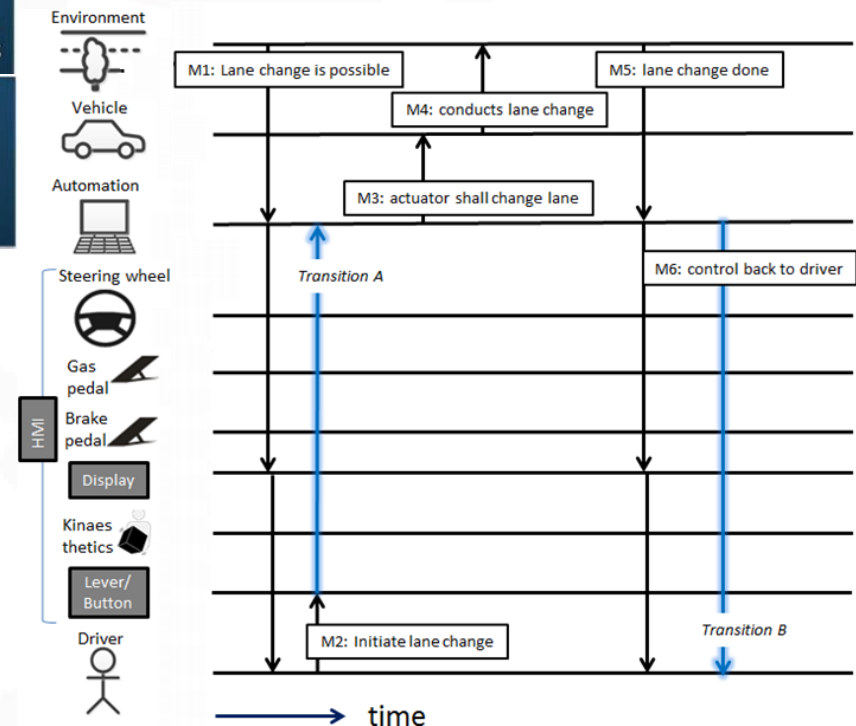 Environment
M1: Lane change is possible
M5: lane change done
Vehicle
M4: conducts lane change
Automation
M3: actuator shall change lane
Steering wheel
Transition A
M6: control back to driver
Gas
pedal
HMI
Brake
pedal
Display
Kinaes
thetics
Lever/
Button
Driver
M2: Initiate lane change
Transition B
time